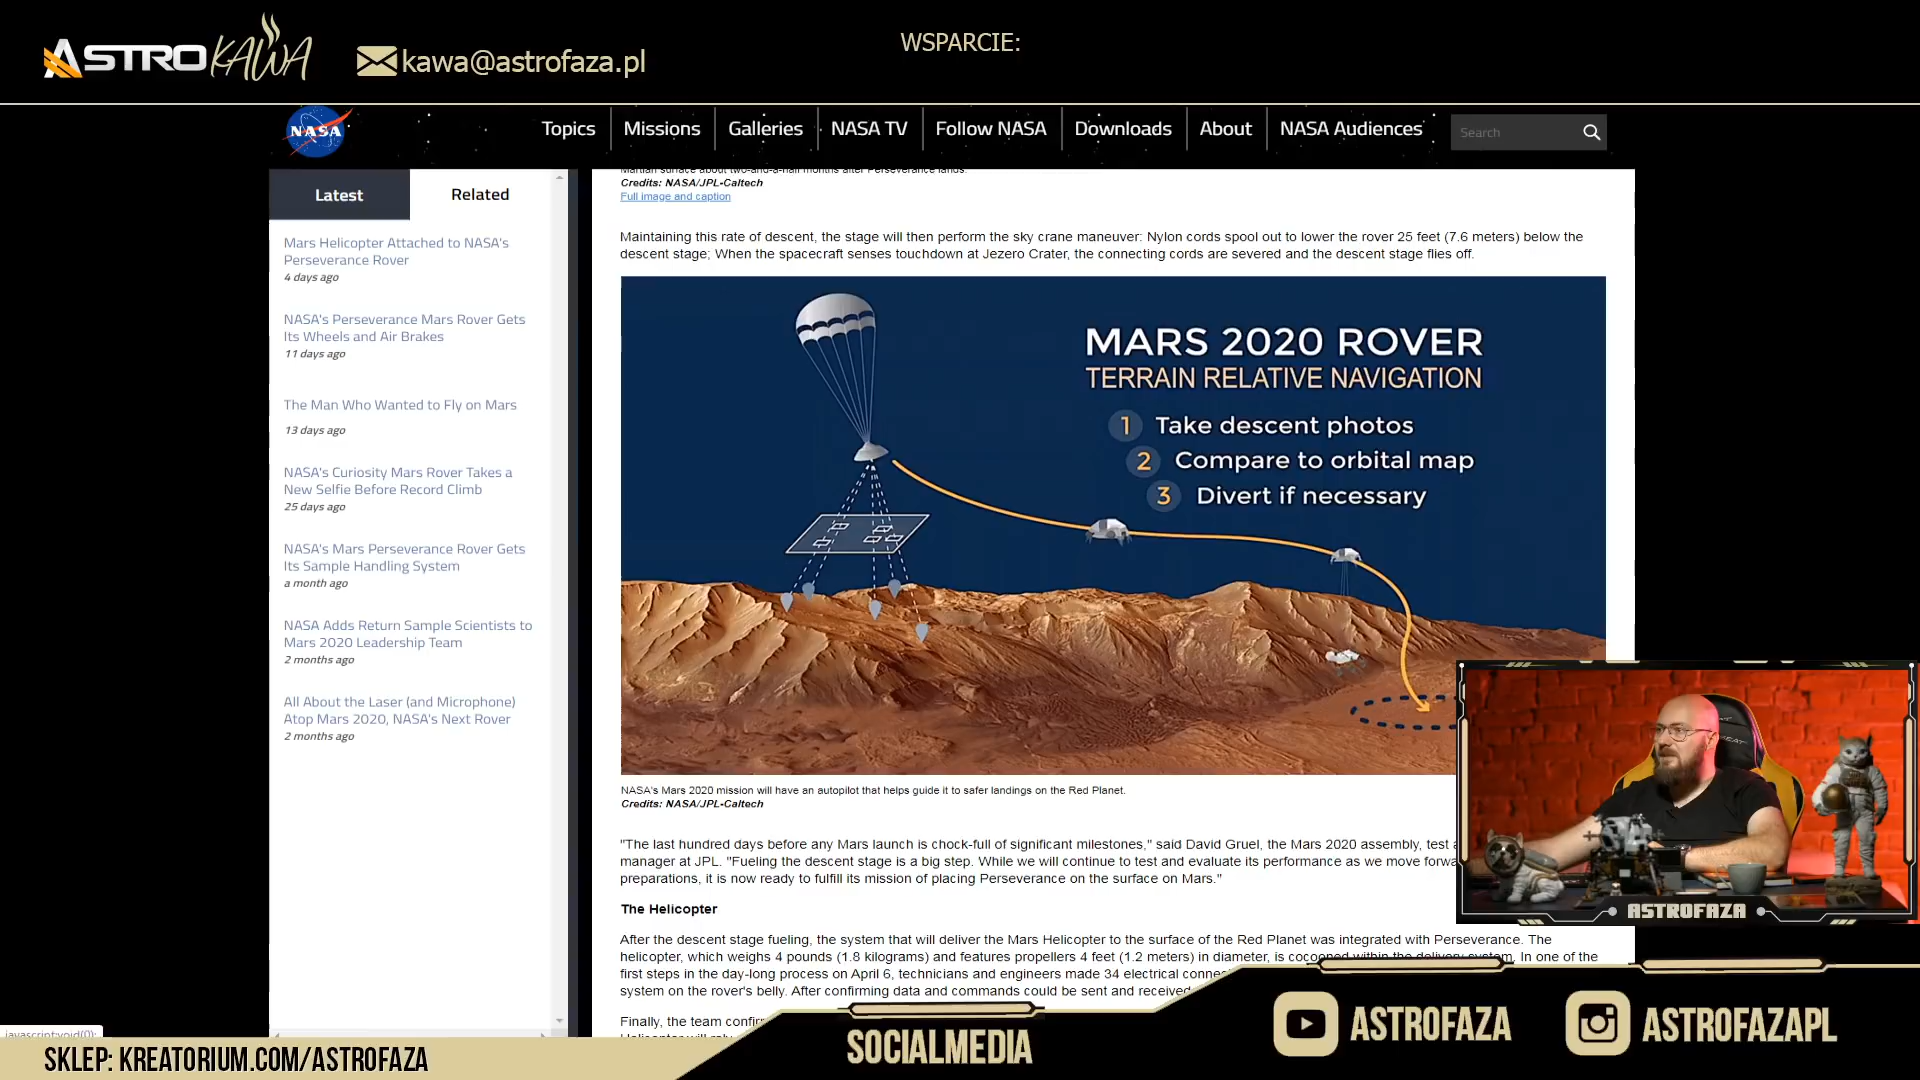 ASTRO KAWA
kawa@astrofaza.pl
WSPARCIE:
NASA
Topics
Missions
Galleries
NASA TV
Follow NASA
Downloads
About
NASA Audiences
Search
Latest
Related
Mars Helicopter Attached to NASA's
Perseverance Rover
4 days ago
NASA's Perseverance Mars Rover Gets
Its Wheels and Air Brakes
11 days ago
The Man Who Wanted to Fly on Mars
13 days ago
NASA's Curiosity Mars Rover Takes a
New Selfie Before Record Climb
25 days ago
NASA's Mars Perseverance Rover Gets
Its Sample Handling System
a month ago
NASA Adds Return Sample Scientists to
Mars 2020 Leadership Team
2 months ago
All About the Laser (and Microphone)
Atop Mars 2020, NASA's Next Rover
2 months ago
Martian surface about two-and-a-half months after Perseverance lands.
Credits: NASA/JPL-Caltech
Full image and caption
Maintaining this rate of descent, the stage will then perform the sky crane maneuver: Nylon cords spool out to lower the rover 25 feet (7.6 meters) below the
descent stage; When the spacecraft senses touchdown at Jezero Crater, the connecting cords are severed and the descent stage flies off.
MARS 2020 ROVER
TERRAIN RELATIVE NAVIGATION
1 Take descent photos
2 Compare to orbital map
3 Divert if necessary
NASA's Mars 2020 mission will have an autopilot that helps guide it to safer landings on the Red Planet.
Credits: NASA/JPL-Caltech
"The last hundred days before any Mars launch is chock-full of significant milestones," said David Gruel, the Mars 2020 assembly, test
manager at JPL. "Fueling the descent stage is a big step. While we will continue to test and evaluate its performance as we move
preparations, it is now ready to fulfill its mission of placing Perseverance on the surface on Mars."
The Helicopter
After the descent stage fueling, the system that will deliver the Mars Helicopter to the surface of the Red Planet was integrated with Perseverance. The
helicopter, which weighs 4 pounds (1.8 kilograms) and features propellers 4 feet (1.2 meters) in diameter, is cocooned within the delivery system. In one of the
first steps in the day-long process on April 6, technicians and engineers made 34 electrical
system on the rover's belly. After confirming data and commands could be sent and received
Finally, the team
ASTROFAZA
javascript:void(0);
SKLEP: KREATORIUM.COM/ASTROFAZA
SOCIALMEDIA
ASTROFAZA
ASTROFAZAPL